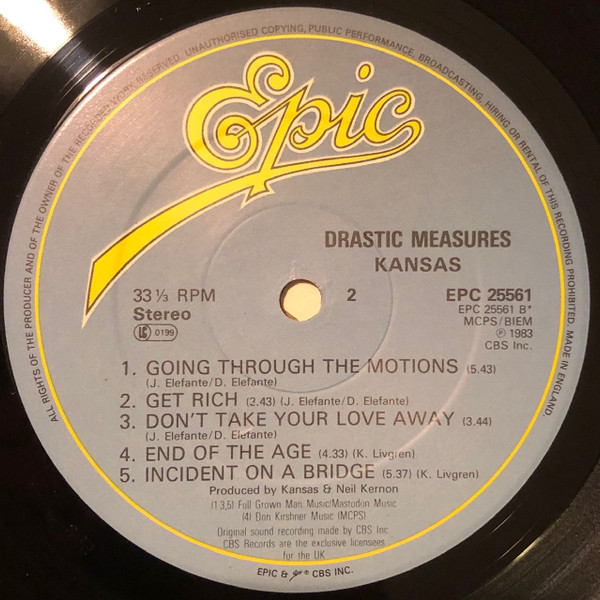 ALL RIGHTS OF THE PRODUCER AND OF THE OWNER OF THE RECORDED WORK RESERVED. UNAUTHORISED COPYING, PUBLIC PERFORMANCE, BROADCASTING, HIRING OR RENTAL OF THIS RECORDING PROHIBITED. MADE IN ENGLAND.
Epic
DRASTIC MEASURES
KANSAS
33 ⅓ RPM
Stereo
LC 0199
2
EPC 25561
EPC 25561 B*
MCPS/BIEM
℗ 1983
CBS Inc.
1. GOING THROUGH THE MOTIONS (5.43)
(J. Elefante/D. Elefante)
2. GET RICH (2.43) (J. Elefante/D. Elefante)
3. DON'T TAKE YOUR LOVE AWAY (3.44)
(J. Elefante/D. Elefante)
4. END OF THE AGE (4.33) (K. Livgren)
5. INCIDENT ON A BRIDGE (5.37) (K. Livgren)
Produced by Kansas & Neil Kernon
(1,3,5) Full Grown Man Music/Mastodon Music
(4) Don Kirshner Music (MCPS)
Original sound recording made by CBS Inc
CBS Records are the exclusive licensees
for the UK
EPIC & Epic ® CBS INC.